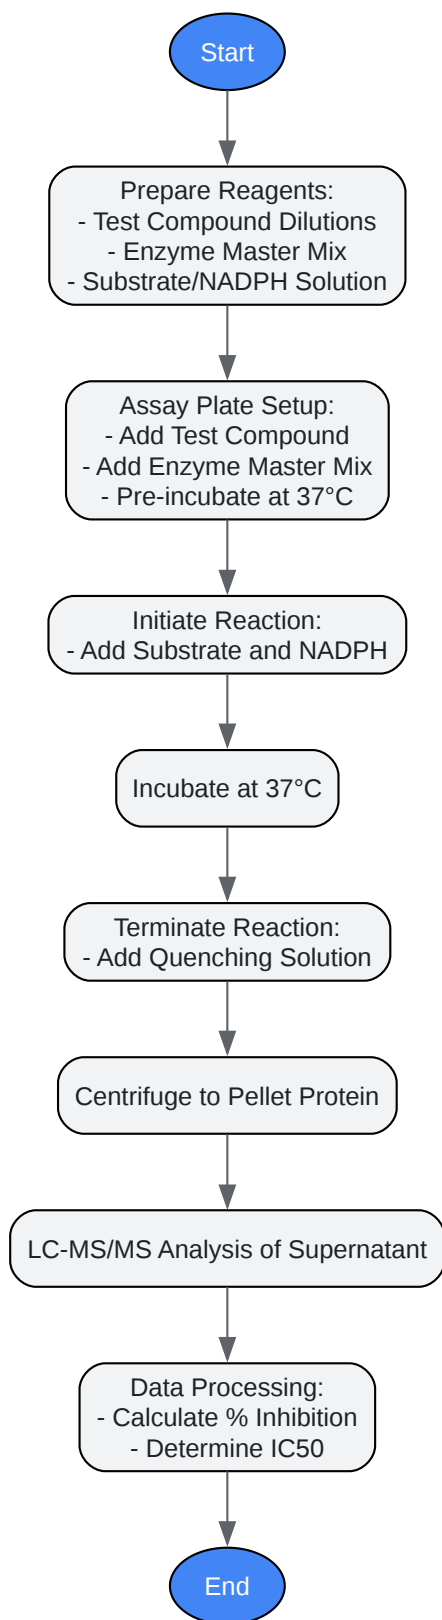 Start
Prepare Reagents:
- Test Compound Dilutions
- Enzyme Master Mix
- Substrate/NADPH Solution
Assay Plate Setup:
- Add Test Compound
- Add Enzyme Master Mix
- Pre-incubate at 37°C
Initiate Reaction:
- Add Substrate and NADPH
Incubate at 37°C
Terminate Reaction:
- Add Quenching Solution
Centrifuge to Pellet Protein
LC-MS/MS Analysis of Supernatant
Data Processing:
- Calculate % Inhibition
- Determine IC50
End